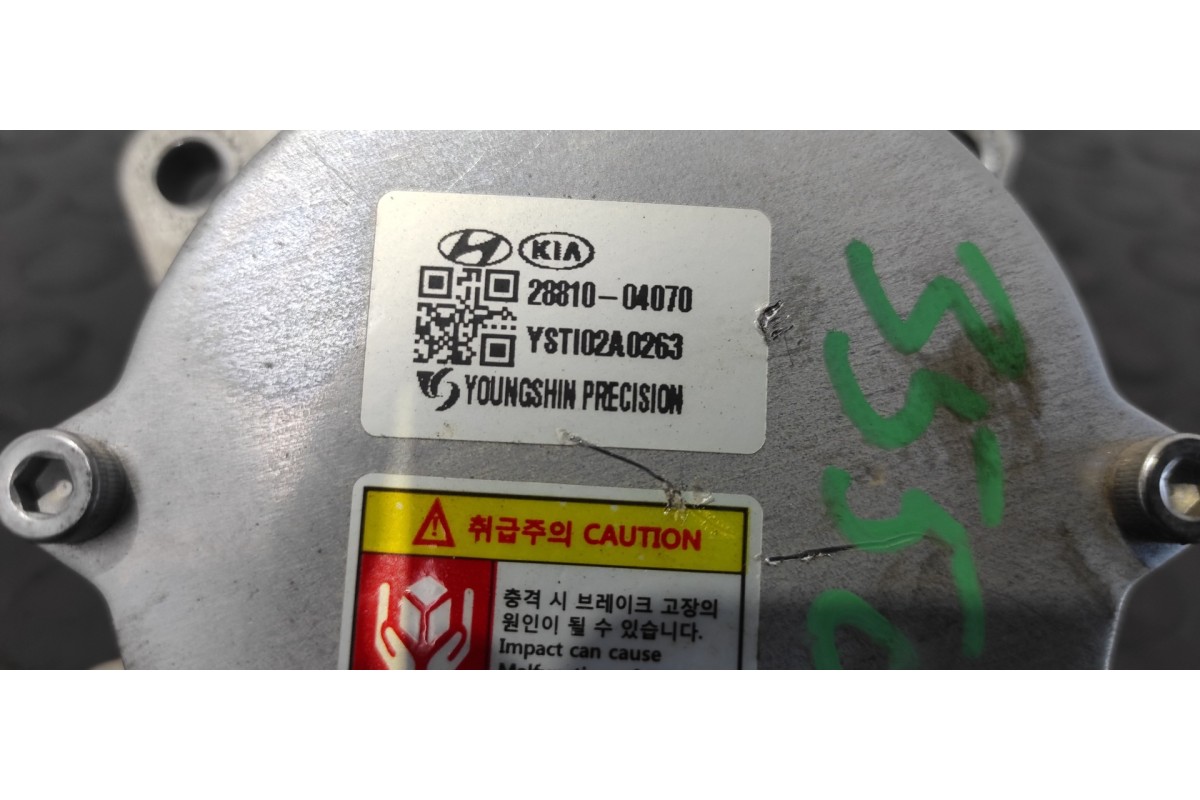 KIA
28810-04070
YST102A0263
YOUNGSHIN PRECISION
취급주의 CAUTION
충격 시 브레이크 고장의
원인이 될 수 있습니다.
Impact can cause